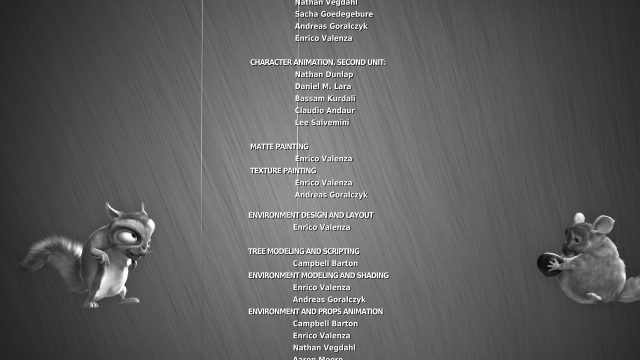 Nathan Vegdahl
Sacha Goedegebure
Andreas Goralczyk
Enrico Valenza
CHARACTER ANIMATION, SECOND UNIT:
Nathan Dunlap
Daniel M. Lara
Bassam Kurdali
Claudio Andaur
Lee Salvemini
MATTE PAINTING
Enrico Valenza
TEXTURE PAINTING
Enrico Valenza
Andreas Goralczyk
ENVIRONMENT DESIGN AND LAYOUT
Enrico Valenza
TREE MODELING AND SCRIPTING
Campbell Barton
ENVIRONMENT MODELING AND SHADING
Enrico Valenza
Andreas Goralczyk
ENVIRONMENT AND PROPS ANIMATION
Campbell Barton
Enrico Valenza
Nathan Vegdahl
Aaron Moore